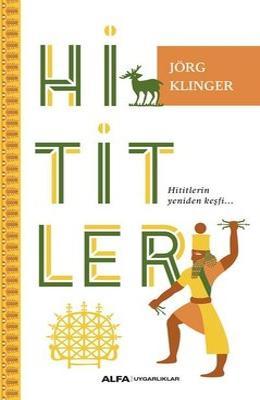 JÖRG
KLINGER
Hİ
TİT
LER
Hititlerin
yeniden keşfi...
ALFA | UYGARLIKLAR